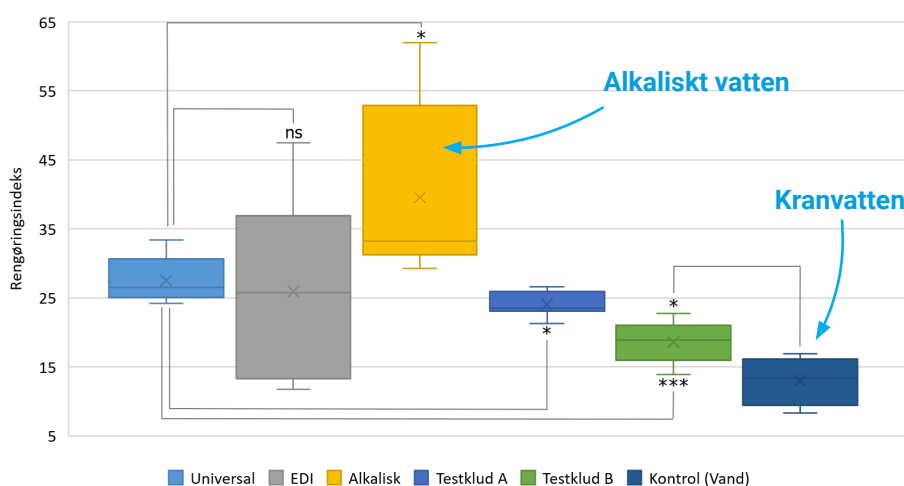 65
*
Alkaliskt vatten
55
ns
45
Kranvatten
35
Rengøringsindeks
25
*
*
15
***
5
Universal EDI Alkalisk Testklud A Testklud B Kontrol (Vand)